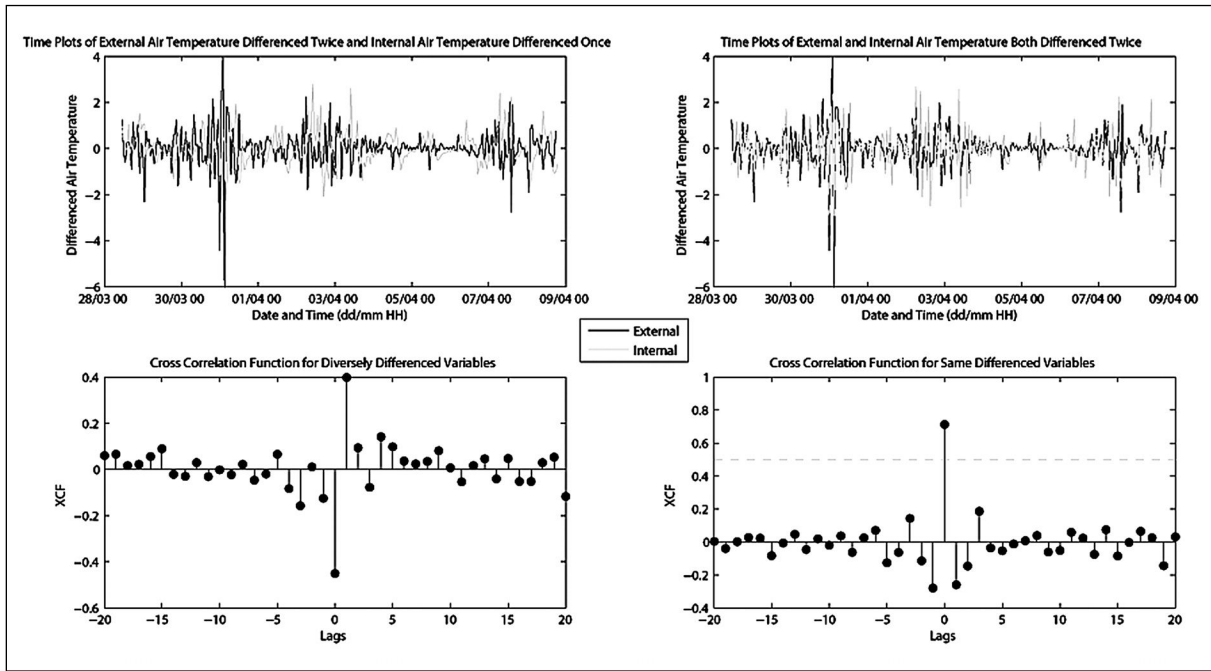 Time Plots of External Air Temperature Differenced Twice and Internal Air Temperature Differenced Once
Differenced Air Temperature
4
2
0
−2
−4
−6
28/03 00 30/03 00 01/04 00 03/04 00 05/04 00 07/04 00 09/04 00
Date and Time (dd/mm HH)
Time Plots of External and Internal Air Temperature Both Differenced Twice
Differenced Air Temperature
4
2
0
−2
−4
−6
28/03 00 30/03 00 01/04 00 03/04 00 05/04 00 07/04 00 09/04 00
Date and Time (dd/mm HH)
External
Internal
Cross Correlation Function for Diversely Differenced Variables
XCF
0.4
0.2
0
−0.2
−0.4
−0.6
−20 −15 −10 −5 0 5 10 15 20
Lags
Cross Correlation Function for Same Differenced Variables
XCF
1
0.8
0.6
0.4
0.2
0
−0.2
−0.4
−20 −15 −10 −5 0 5 10 15 20
Lags